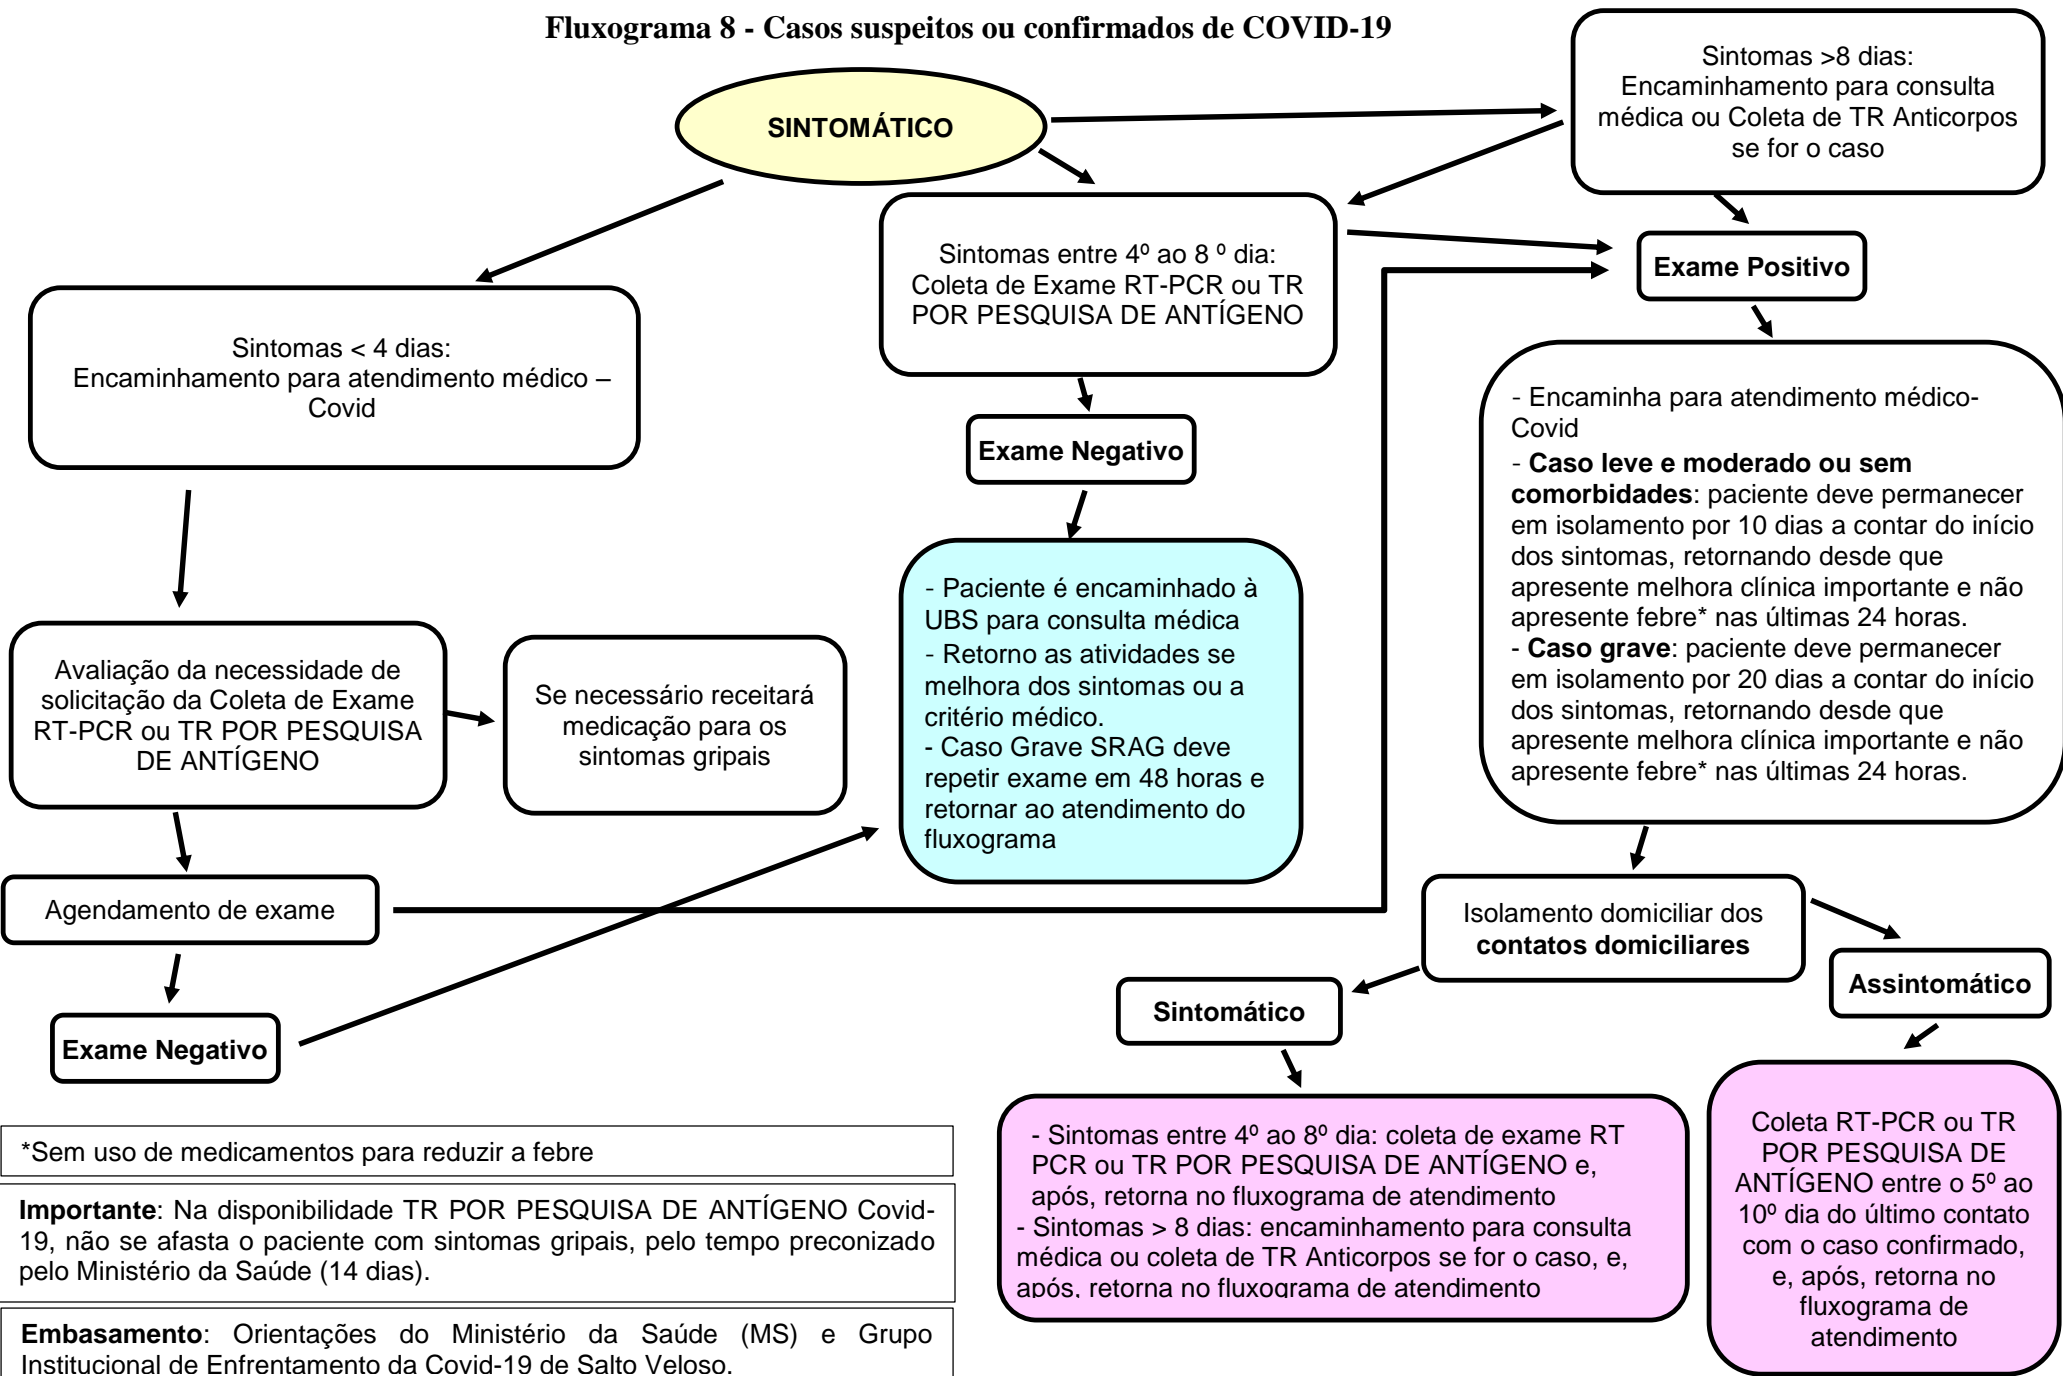 Fluxograma 8 - Casos suspeitos ou confirmados de COVID-19
SINTOMÁTICO
Sintomas >8 dias:
Encaminhamento para consulta
médica ou Coleta de TR Anticorpos
se for o caso
Sintomas entre 4º ao 8 º dia:
Coleta de Exame RT-PCR ou TR
POR PESQUISA DE ANTÍGENO
Exame Positivo
Sintomas < 4 dias:
Encaminhamento para atendimento médico –
Covid
Exame Negativo
- Encaminha para atendimento médico-
Covid
- Caso leve e moderado ou sem
comorbidades: paciente deve permanecer
em isolamento por 10 dias a contar do início
dos sintomas, retornando desde que
apresente melhora clínica importante e não
apresente febre* nas últimas 24 horas.
- Caso grave: paciente deve permanecer
em isolamento por 20 dias a contar do início
dos sintomas, retornando desde que
apresente melhora clínica importante e não
apresente febre* nas últimas 24 horas.
- Paciente é encaminhado à
UBS para consulta médica
- Retorno as atividades se
melhora dos sintomas ou a
critério médico.
- Caso Grave SRAG deve
repetir exame em 48 horas e
retornar ao atendimento do
fluxograma
Avaliação da necessidade de
solicitação da Coleta de Exame
RT-PCR ou TR POR PESQUISA
DE ANTÍGENO
Se necessário receitará
medicação para os
sintomas gripais
Agendamento de exame
Isolamento domiciliar dos
contatos domiciliares
Assintomático
Sintomático
Exame Negativo
- Sintomas entre 4º ao 8º dia: coleta de exame RT
PCR ou TR POR PESQUISA DE ANTÍGENO e,
após, retorna no fluxograma de atendimento
- Sintomas > 8 dias: encaminhamento para consulta
médica ou coleta de TR Anticorpos se for o caso, e,
após, retorna no fluxograma de atendimento
Coleta RT-PCR ou TR
POR PESQUISA DE
ANTÍGENO entre o 5º ao
10º dia do último contato
com o caso confirmado,
e, após, retorna no
fluxograma de
atendimento
*Sem uso de medicamentos para reduzir a febre
Importante: Na disponibilidade TR POR PESQUISA DE ANTÍGENO Covid-
19, não se afasta o paciente com sintomas gripais, pelo tempo preconizado
pelo Ministério da Saúde (14 dias).
Embasamento: Orientações do Ministério da Saúde (MS) e Grupo
Institucional de Enfrentamento da Covid-19 de Salto Veloso.